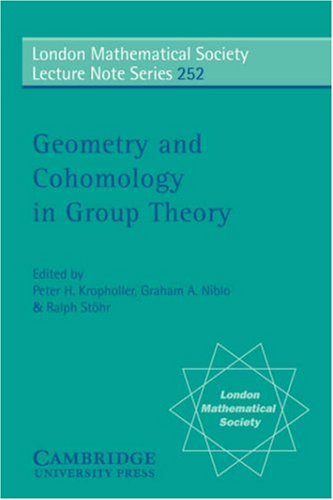 London Mathematical Society
Lecture Note Series 252
Geometry and
Cohomology
in Group Theory
Edited by
Peter H. Kropholler, Graham A. Niblo
& Ralph Stöhr
London
Mathematical
Society
CAMBRIDGE
UNIVERSITY PRESS